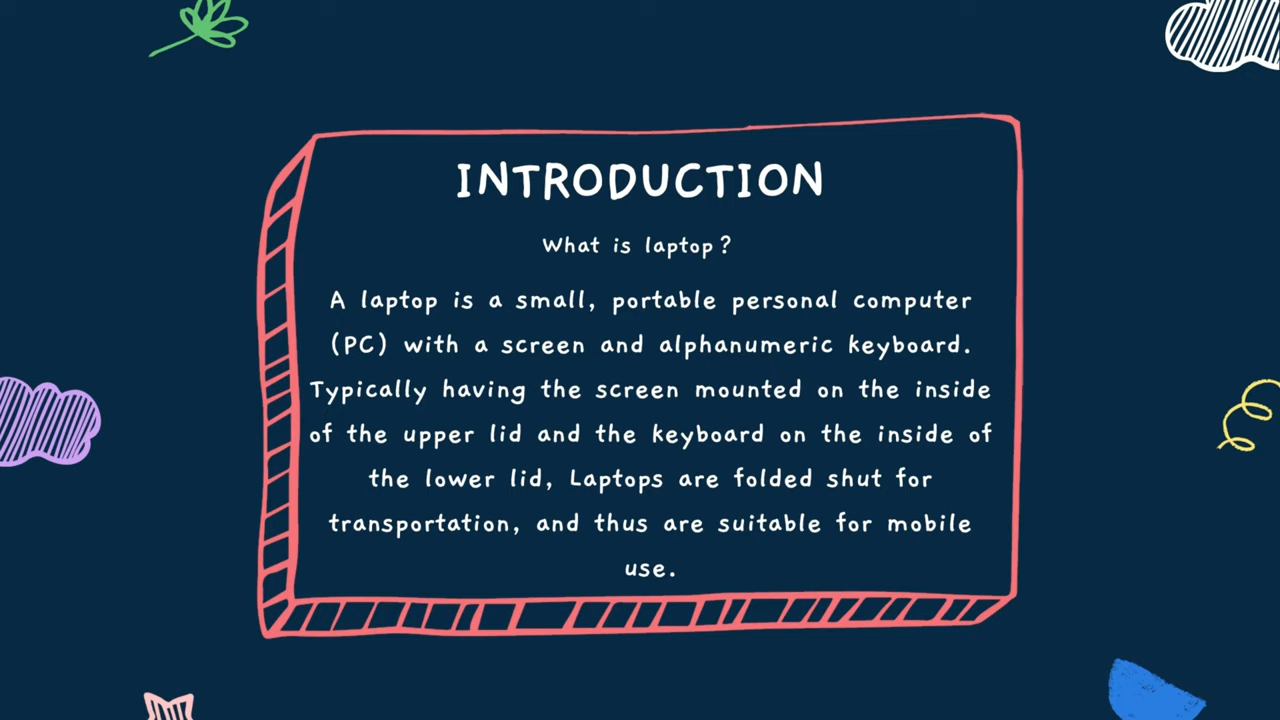 INTRODUCTION
What is laptop?
A laptop is a small, portable personal computer
(PC) with a screen and alphanumeric keyboard.
Typically having the screen mounted on the inside
of the upper lid and the keyboard on the inside of
the lower lid, Laptops are folded shut for
transportation, and thus are suitable for mobile
use.